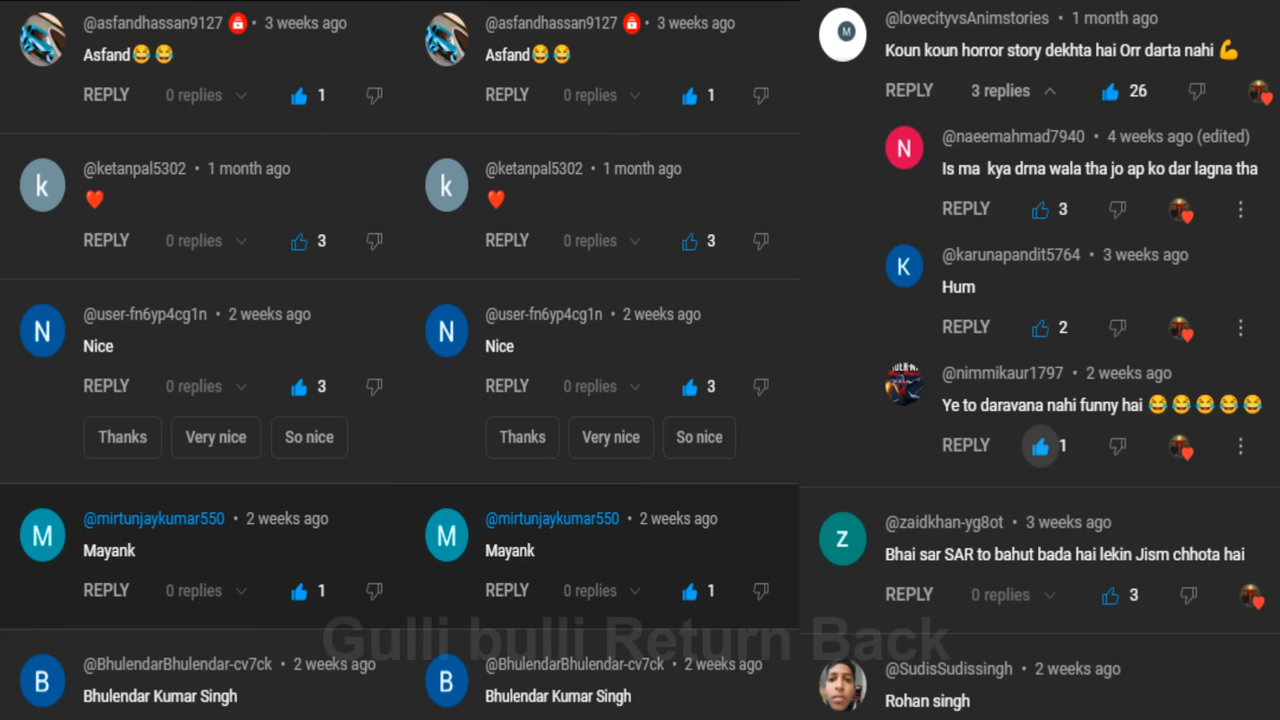 @asfandhassan9127 • 3 weeks ago
Asfand😂😂
REPLY 0 replies 1
@ketanpal5302 • 1 month ago
❤️
REPLY 0 replies 3
N
@user-fn6yp4cg1n • 2 weeks ago
Nice
REPLY 0 replies 3
Thanks Very nice So nice
M
@mirtunjaykumar550 • 2 weeks ago
Mayank
REPLY 0 replies 1
B
@BhulendarBhulendar-cv7ck • 2 weeks ago
Bhulendar Kumar Singh
@asfandhassan9127 • 3 weeks ago
Asfand😂😂
REPLY 0 replies 1
k
@ketanpal5302 • 1 month ago
❤️
REPLY 0 replies 3
N
@user-fn6yp4cg1n • 2 weeks ago
Nice
REPLY 0 replies 3
Thanks Very nice So nice
M
@mirtunjaykumar550 • 2 weeks ago
Mayank
REPLY 0 replies 1
B
@BhulendarBhulendar-cv7ck • 2 weeks ago
Bhulendar Kumar Singh
M
@lovecityvsAnimstories • 1 month ago
Koun koun horror story dekhta hai Orr darta nahi 💪
REPLY 3 replies 26
N
@naeemahmad7940 • 4 weeks ago (edited)
Is ma kya drna wala tha jo ap ko dar lagna tha
REPLY 3
K
@karunapandit5764 • 3 weeks ago
Hum
REPLY 2
@nimmikaur1797 • 2 weeks ago
Ye to daravana nahi funny hai 😂😂😂😂😂
REPLY 1
z
@zaidkhan-yg8ot • 3 weeks ago
Bhai sar SAR to bahut bada hai lekin Jism chhota hai
REPLY 0 replies 3
@SudisSudissingh • 2 weeks ago
Rohan singh
Gulli bulli Return Back